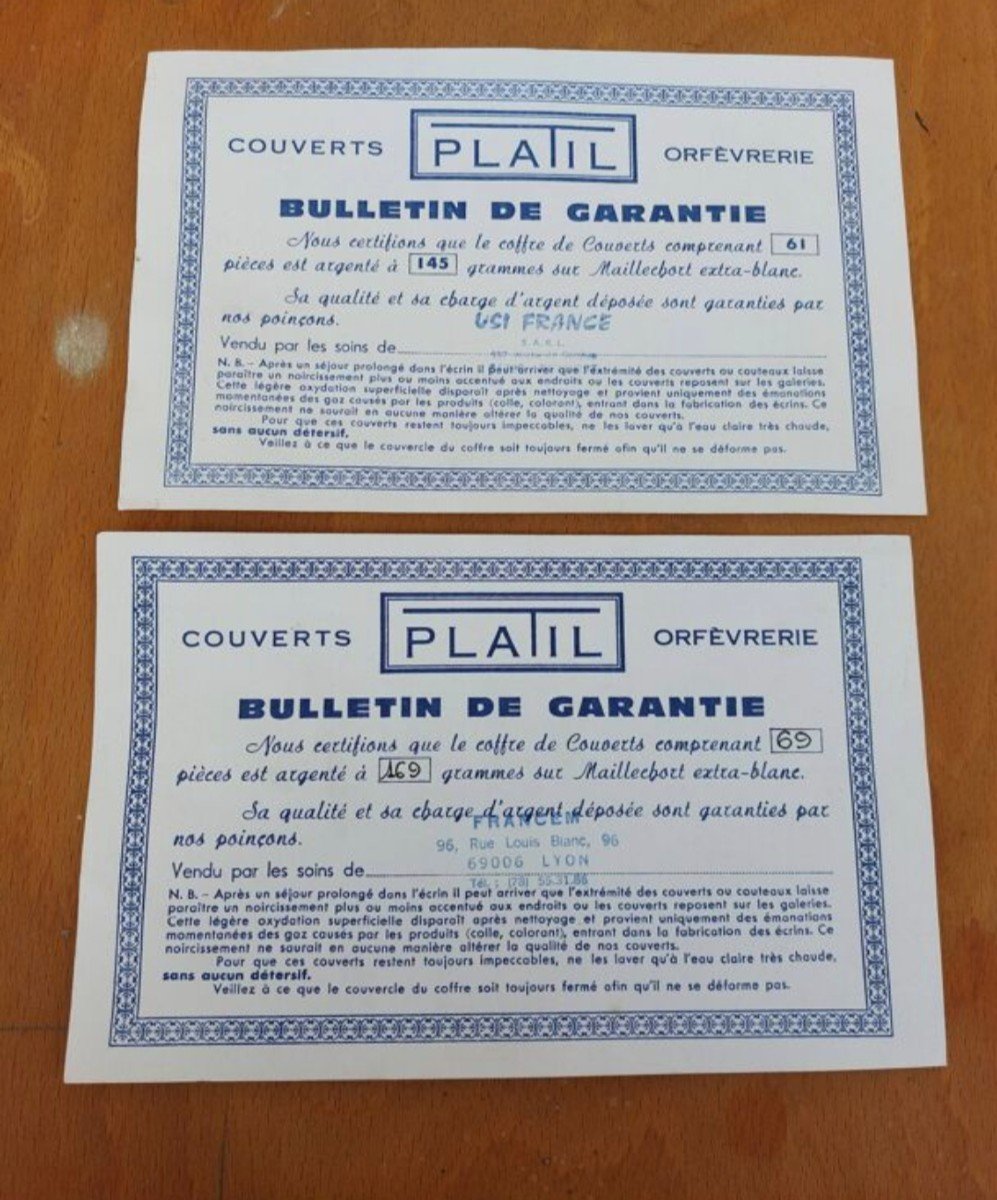 COUVERTS PLATIL ORFÈVRERIE
BULLETIN DE GARANTIE
Nous certifions que le coffre de Couverts comprenant 61
pièces est argenté à 145 grammes sur Maillechort extra-blanc.
Sa qualité et sa charge d'argent déposée sont garanties par
nos poinçons.
USI FRANCE
S.A.R.L.
Vendu par les soins de
N. B. – Après un séjour prolongé dans l'écrin il peut arriver que l'extrémité des couverts ou couteaux laisse
paraître un noircissement plus ou moins accentué aux endroits ou les couverts reposent sur les galeries.
Cette légère oxydation superficielle disparaît après nettoyage et provient uniquement des émanations
momentanées des gaz causés par les produits (colle, colorant), entrant dans la fabrication des écrins. Ce
noircissement ne saurait en aucune manière altérer la qualité de nos couverts.
Pour que ces couverts restent toujours impeccables, ne les laver qu'à l'eau claire très chaude,
sans aucun détersif.
Veillez à ce que le couvercle du coffre soit toujours fermé afin qu'il ne se déforme pas.
COUVERTS PLATIL ORFÈVRERIE
BULLETIN DE GARANTIE
Nous certifions que le coffre de Couverts comprenant 69
pièces est argenté à 169 grammes sur Maillechort extra-blanc.
Sa qualité et sa charge d'argent déposée sont garanties par
nos poinçons.
FRANCEM
96, Rue Louis Blanc, 96
69006 LYON
Tél. : (78) 55.31.86
Vendu par les soins de
N. B. – Après un séjour prolongé dans l'écrin il peut arriver que l'extrémité des couverts ou couteaux laisse
paraître un noircissement plus ou moins accentué aux endroits ou les couverts reposent sur les galeries.
Cette légère oxydation superficielle disparaît après nettoyage et provient uniquement des émanations
momentanées des gaz causés par les produits (colle, colorant), entrant dans la fabrication des écrins. Ce
noircissement ne saurait en aucune manière altérer la qualité de nos couverts.
Pour que ces couverts restent toujours impeccables, ne les laver qu'à l'eau claire très chaude,
sans aucun détersif.
Veillez à ce que le couvercle du coffre soit toujours fermé afin qu'il ne se déforme pas.